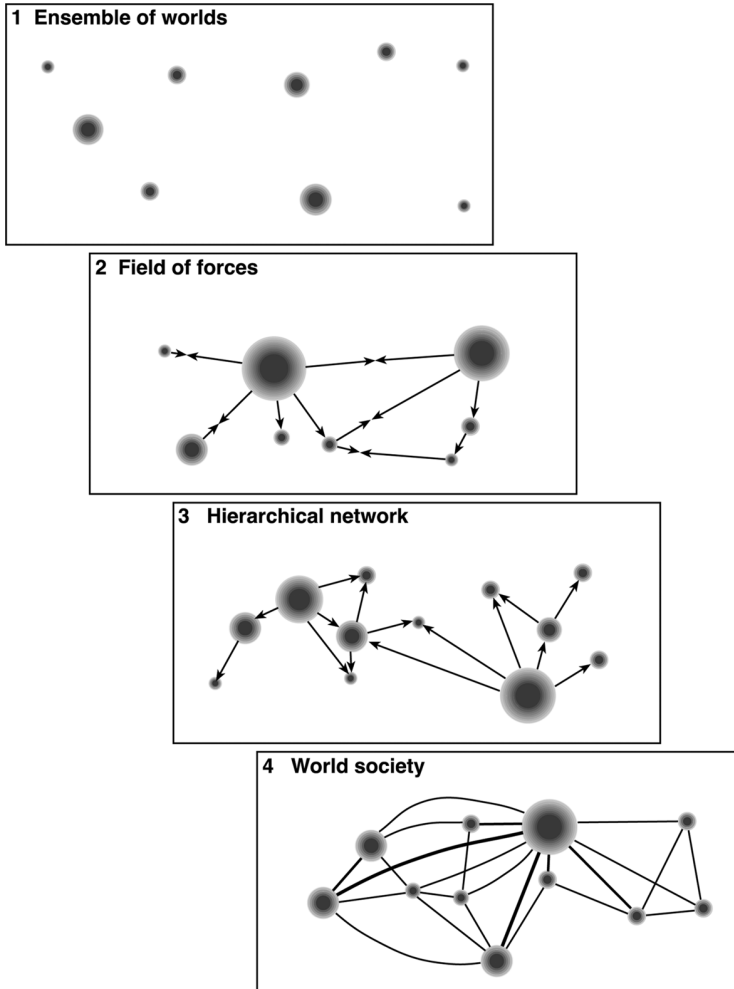 1 Ensemble of worlds
2 Field of forces
3 Hierarchical network
4 World society